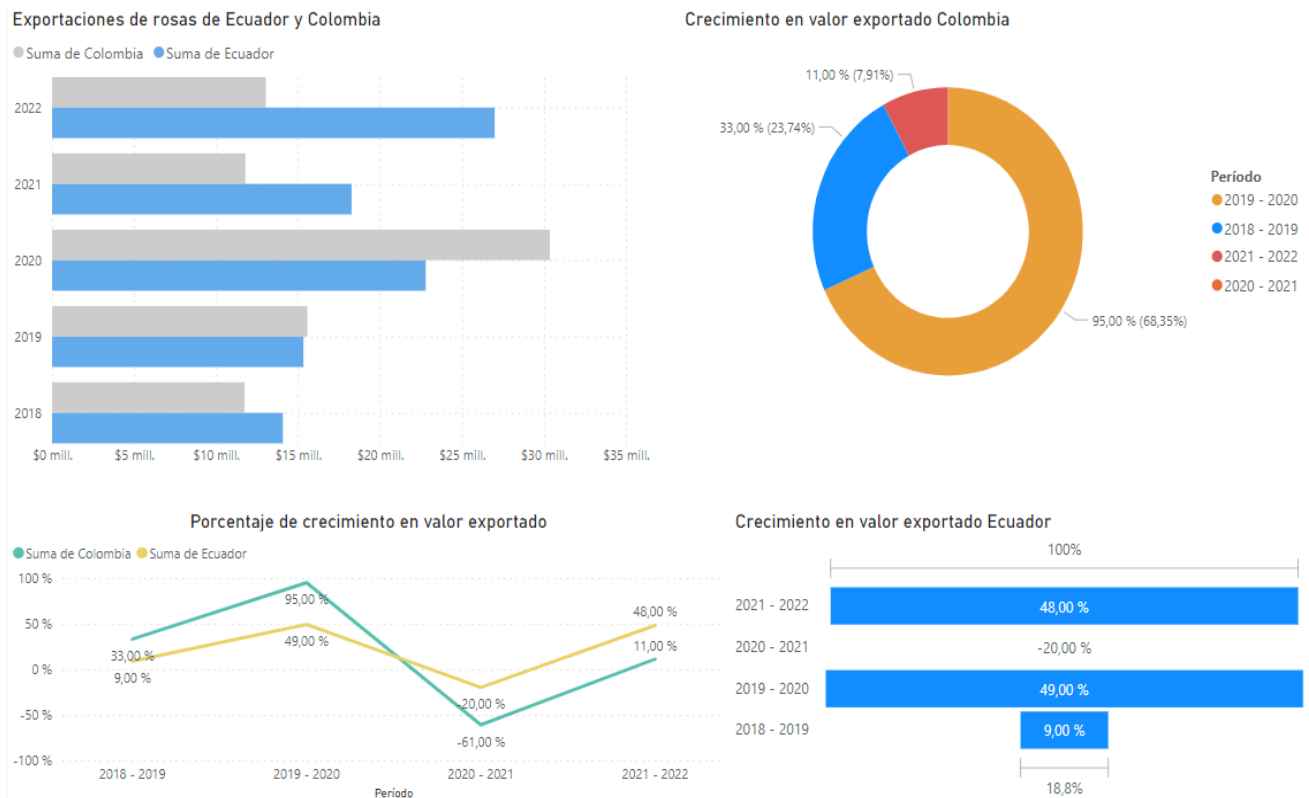 Exportaciones de rosas de Ecuador y Colombia
Suma de Colombia Suma de Ecuador
2022
2021
2020
2019
2018
$0 mill. $5 mill. $10 mill. $15 mill. $20 mill. $25 mill. $30 mill. $35 mill.
Crecimiento en valor exportado Colombia
11,00 % (7,91%)
33,00 % (23,74%)
95,00 % (68,35%)
Período
2019 - 2020
2018 - 2019
2021 - 2022
2020 - 2021
Porcentaje de crecimiento en valor exportado
Suma de Colombia Suma de Ecuador
100 %
50 %
0 %
-50 %
-100 %
33,00 %
9,00 %
95,00 %
49,00 %
-20,00 %
-61,00 %
48,00 %
11,00 %
2018 - 2019 2019 - 2020 2020 - 2021 2021 - 2022
Período
Crecimiento en valor exportado Ecuador
100%
2021 - 2022 48,00 %
2020 - 2021 -20,00 %
2019 - 2020 49,00 %
2018 - 2019 9,00 %
18,8%